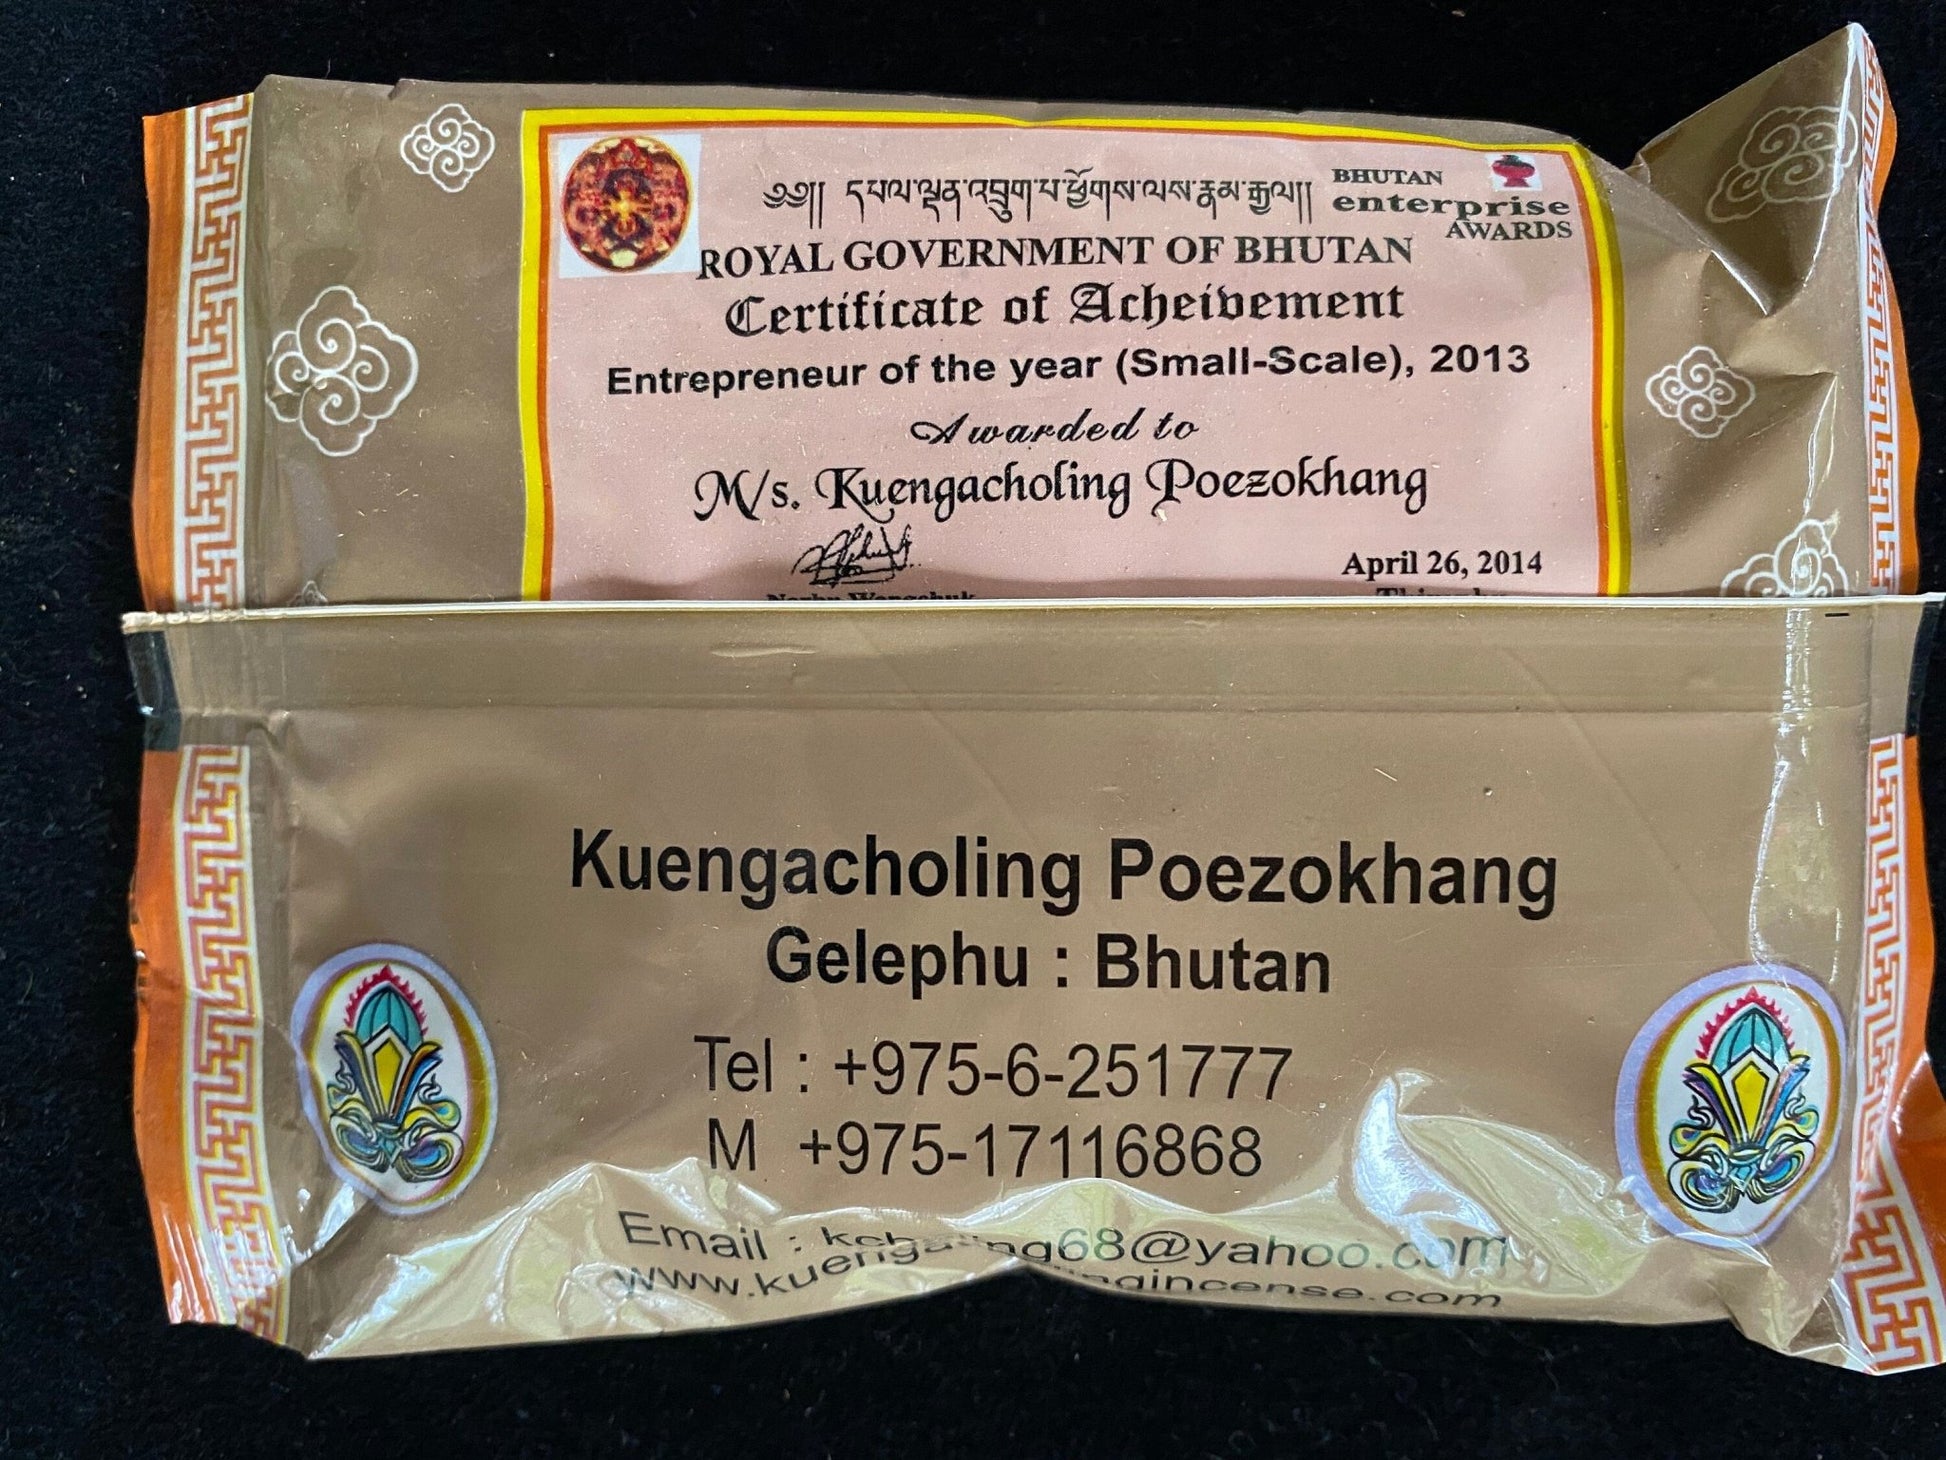 ༄༅།། དཔལ་ལྡན་འབྲུག་པ་ཕྱོགས་ལས་རྣམ་རྒྱལ།།
BHUTAN
enterprise
AWARDS
ROYAL GOVERNMENT OF BHUTAN
Certificate of Acheivement
Entrepreneur of the year (Small-Scale), 2013
Awarded to
M/s. Kuengacholing Poezokhang
April 26, 2014
Kuengacholing Poezokhang
Gelephu : Bhutan
Tel : +975-6-251777
M +975-17116868
Email :